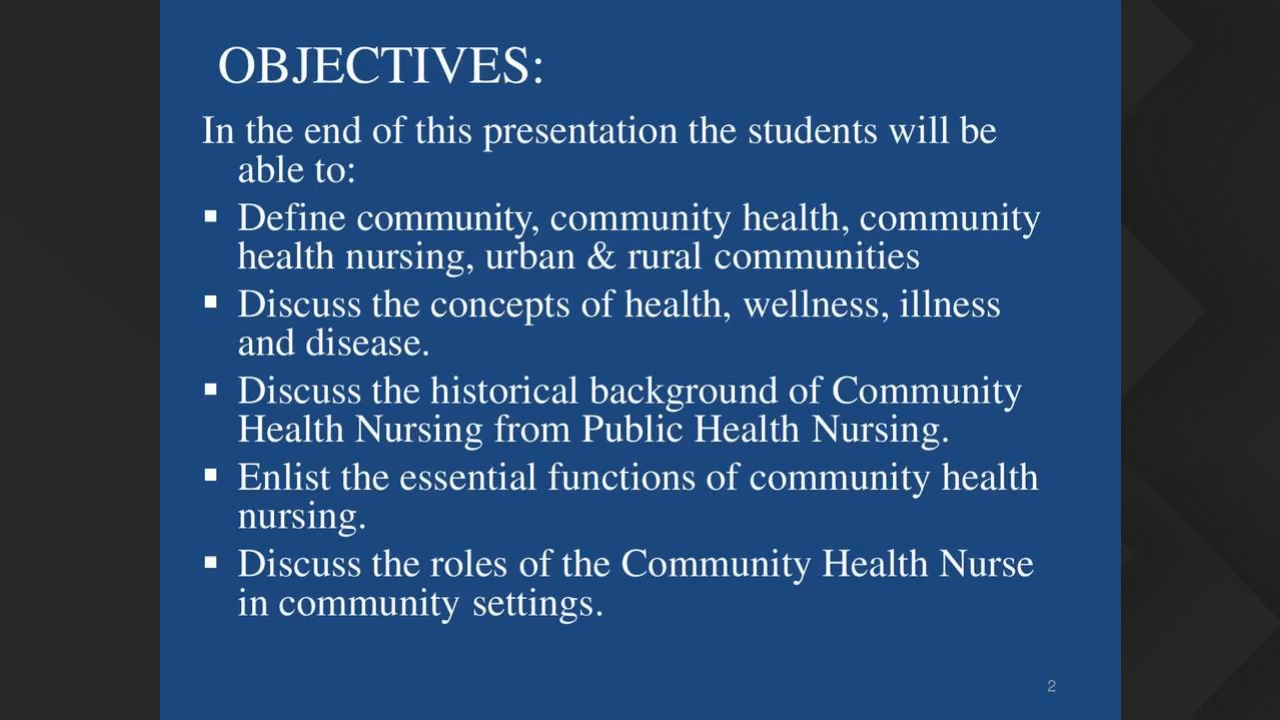 OBJECTIVES:
In the end of this presentation the students will be
able to:
▪ Define community, community health, community
health nursing, urban & rural communities
▪ Discuss the concepts of health, wellness, illness
and disease.
▪ Discuss the historical background of Community
Health Nursing from Public Health Nursing.
▪ Enlist the essential functions of community health
nursing.
▪ Discuss the roles of the Community Health Nurse
in community settings.
2